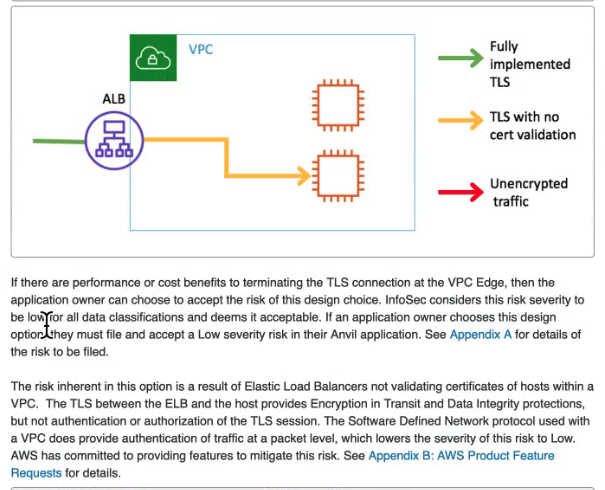 VPC
ALB
Fully
implemented
TLS
TLS with no
cert validation
Unencrypted
traffic
If there are performance or cost benefits to terminating the TLS connection at the VPC Edge, then the
application owner can choose to accept the risk of this design choice. InfoSec considers this risk severity to
be low for all data classifications and deems it acceptable. If an application owner chooses this design
option they must file and accept a Low severity risk in their Anvil application. See Appendix A for details of
the risk to be filed.
The risk inherent in this option is a result of Elastic Load Balancers not validating certificates of hosts within a
VPC. The TLS between the ELB and the host provides Encryption in Transit and Data Integrity protections,
but not authentication or authorization of the TLS session. The Software Defined Network protocol used with
a VPC does provide authentication of traffic at a packet level, which lowers the severity of this risk to Low.
AWS has committed to providing features to mitigate this risk. See Appendix B: AWS Product Feature
Requests for details.